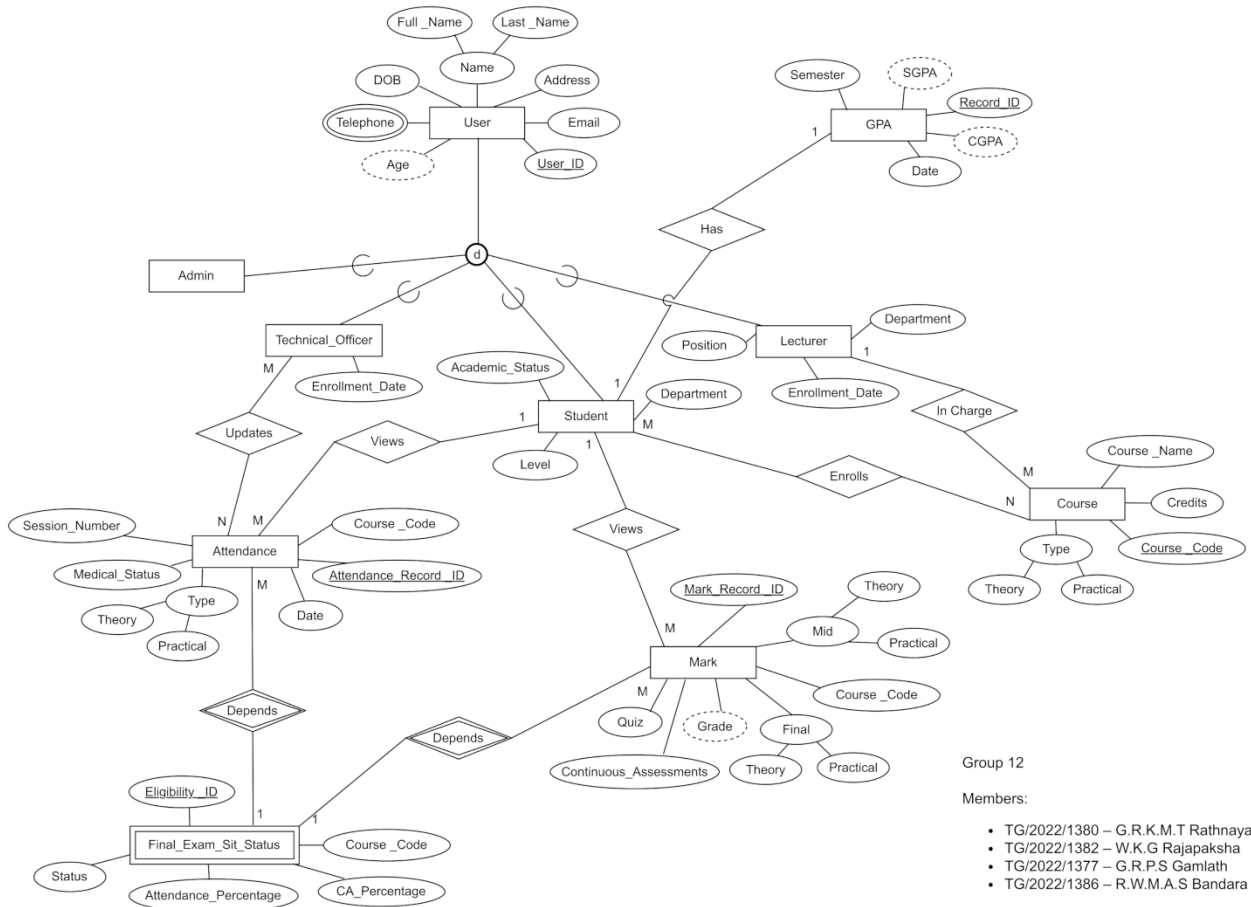 Full _Name
Last_Name
Name
DOB
Address
Telephone
User
Email
Age
User_ID
Semester
SGPA
Record_ID
GPA
CGPA
Date
1
Has
d
Admin
Technical_Officer
M
Enrollment_Date
Updates
N
Position
Lecturer
Department
Enrollment_Date
1
In Charge
M
Academic_Status
1
Department
Student
1
M
1
Level
Views
M
Enrolls
N
Course _Name
Course
Credits
Type
Course _Code
Theory
Practical
Session_Number
Course _Code
Attendance
Medical_Status
Attendance_Record_ID
M
Type
Date
Theory
Practical
Views
M
Mark_Record _ID
Theory
Mid
Practical
Mark
M
Course _Code
Quiz
Grade
Final
Continuous_Assessments
Theory
Practical
Depends
1
Depends
1
Eligibility _ID
Final_Exam_Sit_Status
Course _Code
Status
Attendance_Percentage
CA_Percentage
Group 12
Members:
• TG/2022/1380 – G.R.K.M.T Rathnaya
• TG/2022/1382 – W.K.G Rajapaksha
• TG/2022/1377 – G.R.P.S Gamlath
• TG/2022/1386 – R.W.M.A.S Bandara